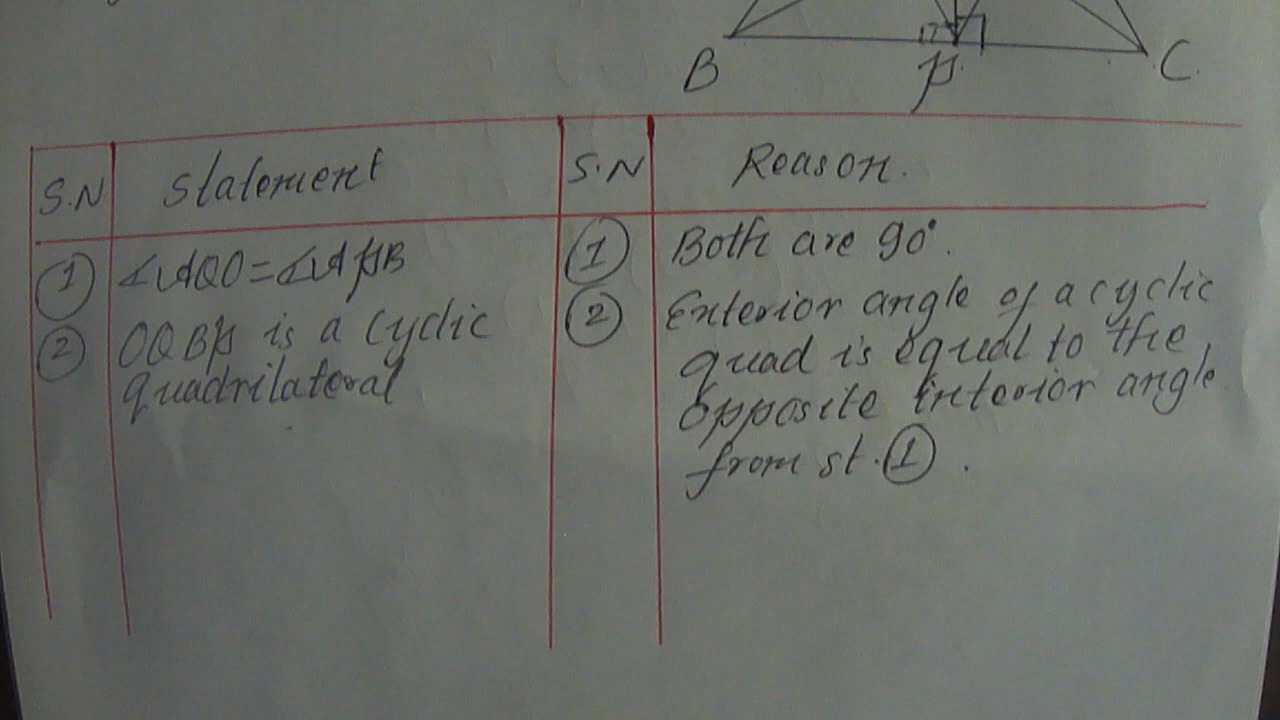 B
P
C.
S.N Statement S.N Reason.
① ∠AQO=∠APB ① Both are 90°.
② OQBP is a cyclic ② Exterior angle of a cyclic
quadrilateral quad is equal to the
opposite interior angle
from st. ① .